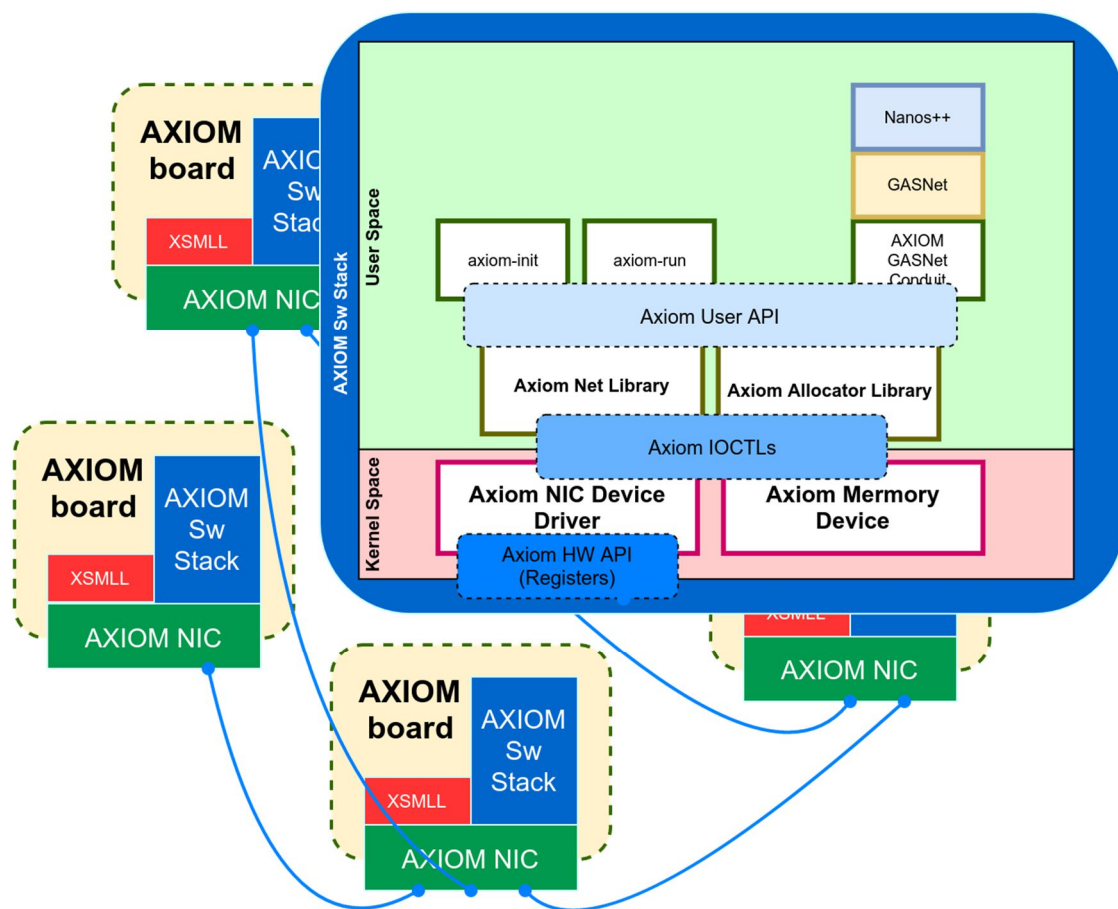 AXIOM
board
XSMLL
AXIOM NIC
Sw
AXIOM Sw Stack
User Space
Nanos++
GASNet
AXIOM
GASNet
Conduit
axiom-init
axiom-run
Axiom User API
Axiom Net Library
Axiom Allocator Library
Axiom IOCTLs
Kernel Space
Axiom NIC Device
Driver
Axiom Mermory
Device
Axiom HW API
(Registers)
AXIOM
board
AXIOM
Sw
Stack
XSMLL
AXIOM NIC
XSMLL
AXIOM NIC
AXIOM
board
AXIOM
Sw
Stack
XSMLL
AXIOM NIC